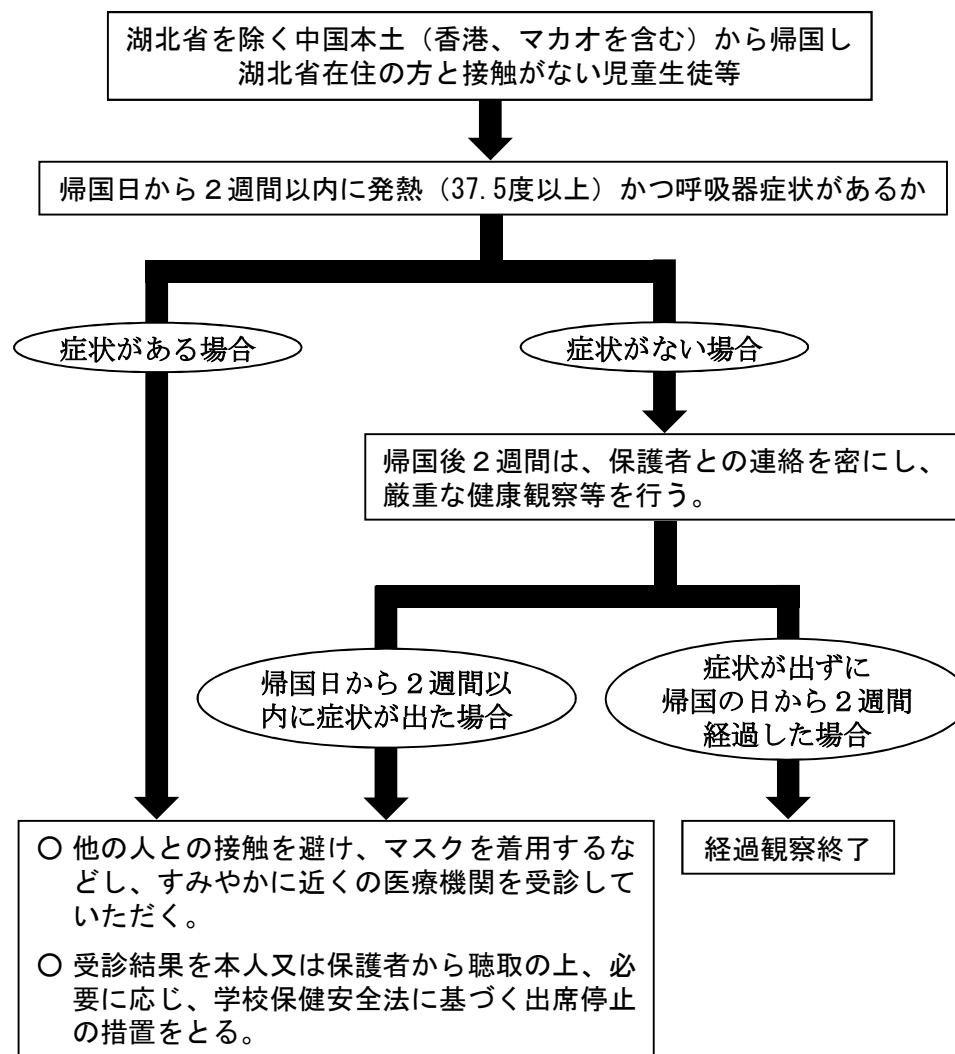 湖北省を除く中国本土（香港、マカオを含む）から帰国し
湖北省在住の方と接触がない児童生徒等
帰国日から２週間以内に発熱（37.5度以上）かつ呼吸器症状があるか
症状がある場合
症状がない場合
帰国後２週間は、保護者との連絡を密にし、
厳重な健康観察等を行う。
帰国日から２週間以
内に症状が出た場合
症状が出ずに
帰国の日から２週間
経過した場合
○ 他の人との接触を避け、マスクを着用するな
どし、すみやかに近くの医療機関を受診して
いただく。
○ 受診結果を本人又は保護者から聴取の上、必
要に応じ、学校保健安全法に基づく出席停止
の措置をとる。
経過観察終了